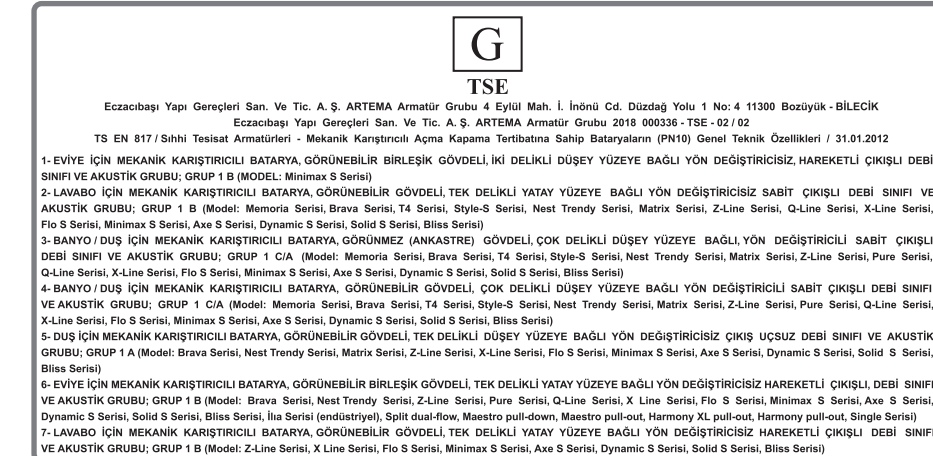 G
TSE
Eczacıbaşı Yapı Gereçleri San. Ve Tic. A. Ş. ARTEMA Armatür Grubu 4 Eylül Mah. İ. İnönü Cd. Düzdağ Yolu 1 No: 4 11300 Bozüyük - BİLECİK
Eczacıbaşı Yapı Gereçleri San. Ve Tic. A. Ş. ARTEMA Armatür Grubu 2018 000336 - TSE - 02 / 02
TS EN 817 / Sıhhi Tesisat Armatürleri - Mekanik Karıştırıcılı Açma Kapama Tertibatına Sahip Bataryaların (PN10) Genel Teknik Özellikleri / 31.01.2012
1- EVİYE İÇİN MEKANİK KARIŞTIRICILI BATARYA, GÖRÜNEBİLİR BİRLEŞİK GÖVDELİ, İKİ DELİKLİ DÜŞEY YÜZEYE BAĞLI YÖN DEĞİŞTİRİCİSİZ, HAREKETLİ ÇIKIŞLI DEBİ
SINIFI VE AKUSTİK GRUBU; GRUP 1 B (MODEL: Minimax S Serisi)
2- LAVABO İÇİN MEKANİK KARIŞTIRICILI BATARYA, GÖRÜNEBİLİR GÖVDELİ, TEK DELİKLİ YATAY YÜZEYE BAĞLI YÖN DEĞİŞTİRİCİSİZ SABİT ÇIKIŞLI DEBİ SINIFI VE
AKUSTİK GRUBU; GRUP 1 B (Model: Memoria Serisi, Brava Serisi, T4 Serisi, Style-S Serisi, Nest Trendy Serisi, Matrix Serisi, Z-Line Serisi, Q-Line Serisi, X-Line Serisi,
Flo S Serisi, Minimax S Serisi, Axe S Serisi, Dynamic S Serisi, Solid S Serisi, Bliss Serisi)
3- BANYO / DUŞ İÇİN MEKANİK KARIŞTIRICILI BATARYA, GÖRÜNMEZ (ANKASTRE) GÖVDELİ, ÇOK DELİKLİ DÜŞEY YÜZEYE BAĞLI, YÖN DEĞİŞTİRİCİLİ SABİT ÇIKIŞLI
DEBİ SINIFI VE AKUSTİK GRUBU; GRUP 1 C/A (Model: Memoria Serisi, Brava Serisi, T4 Serisi, Style-S Serisi, Nest Trendy Serisi, Matrix Serisi, Z-Line Serisi, Pure Serisi,
Q-Line Serisi, X-Line Serisi, Flo S Serisi, Minimax S Serisi, Axe S Serisi, Dynamic S Serisi, Solid S Serisi, Bliss Serisi)
4- BANYO / DUŞ İÇİN MEKANİK KARIŞTIRICILI BATARYA, GÖRÜNEBİLİR GÖVDELİ, ÇOK DELİKLİ DÜŞEY YÜZEYE BAĞLI YÖN DEĞİŞTİRİCİLİ SABİT ÇIKIŞLI DEBİ SINIFI
VE AKUSTİK GRUBU; GRUP 1 C/A (Model: Memoria Serisi, Brava Serisi, T4 Serisi, Style-S Serisi, Nest Trendy Serisi, Matrix Serisi, Z-Line Serisi, Pure Serisi, Q-Line Serisi,
X-Line Serisi, Flo S Serisi, Minimax S Serisi, Axe S Serisi, Dynamic S Serisi, Solid S Serisi, Bliss Serisi)
5- DUŞ İÇİN MEKANİK KARIŞTIRICILI BATARYA, GÖRÜNEBİLİR GÖVDELİ, TEK DELİKLİ DÜŞEY YÜZEYE BAĞLI YÖN DEĞİŞTİRİCİSİZ ÇIKIŞ UÇSUZ DEBİ SINIFI VE AKUSTİK
GRUBU; GRUP 1 A (Model: Brava Serisi, Nest Trendy Serisi, Matrix Serisi, Z-Line Serisi, X-Line Serisi, Flo S Serisi, Minimax S Serisi, Axe S Serisi, Dynamic S Serisi, Solid S Serisi,
Bliss Serisi)
6- EVİYE İÇİN MEKANİK KARIŞTIRICILI BATARYA, GÖRÜNEBİLİR BİRLEŞİK GÖVDELİ, TEK DELİKLİ YATAY YÜZEYE BAĞLI YÖN DEĞİŞTİRİCİSİZ HAREKETLİ ÇIKIŞLI, DEBİ SINIFI
VE AKUSTİK GRUBU; GRUP 1 B (Model: Brava Serisi, Nest Trendy Serisi, Z-Line Serisi, Pure Serisi, Q-Line Serisi, X Line Serisi, Flo S Serisi, Minimax S Serisi, Axe S Serisi,
Dynamic S Serisi, Solid S Serisi, Bliss Serisi, İlia Serisi (endüstriyel), Split dual-flow, Maestro pull-down, Maestro pull-out, Harmony XL pull-out, Harmony pull-out, Single Serisi)
7- LAVABO İÇİN MEKANİK KARIŞTIRICILI BATARYA, GÖRÜNEBİLİR GÖVDELİ, TEK DELİKLİ YATAY YÜZEYE BAĞLI YÖN DEĞİŞTİRİCİSİZ HAREKETLİ ÇIKIŞLI DEBİ SINIFI
VE AKUSTİK GRUBU; GRUP 1 B (Model: Z-Line Serisi, X Line Serisi, Flo S Serisi, Minimax S Serisi, Axe S Serisi, Dynamic S Serisi, Solid S Serisi, Bliss Serisi)